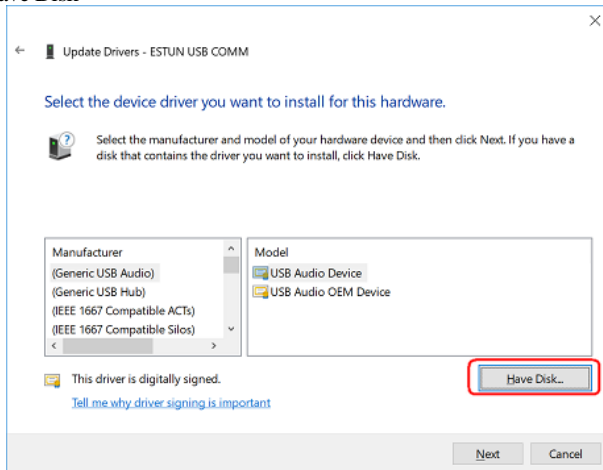 Update Drivers - ESTUN USB COMM
Select the device driver you want to install for this hardware.
Select the manufacturer and model of your hardware device and then click Next. If you have a
disk that contains the driver you want to install, click Have Disk.
Manufacturer
(Generic USB Audio)
(Generic USB Hub)
(IEEE 1667 Compatible ACTs)
(IEEE 1667 Compatible Silos)
Model
USB Audio Device
USB Audio OEM Device
This driver is digitally signed.
Tell me why driver signing is important
Have Disk...
Next
Cancel